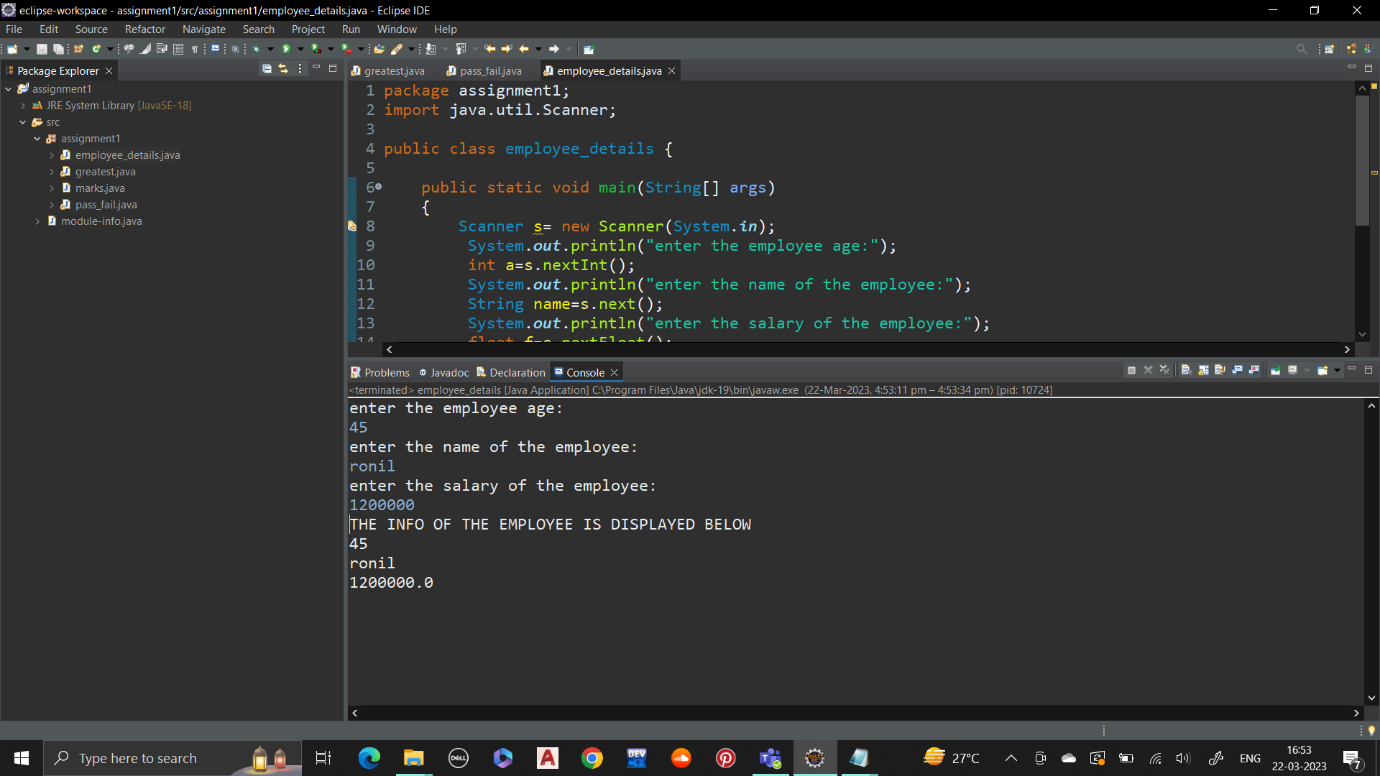 eclipse-workspace - assignment1/src/assignment1/employee_details.java - Eclipse IDE
File Edit Source Refactor Navigate Search Project Run Window Help
Package Explorer
assignment1
JRE System Library [JavaSE-18]
src
assignment1
employee_details.java
greatest.java
marks.java
pass_fail.java
module-info.java
greatest.java pass_fail.java employee_details.java
1 package assignment1;
2 import java.util.Scanner;
3
4 public class employee_details {
5
6 public static void main(String[] args)
7 {
8 Scanner s= new Scanner(System.in);
9 System.out.println("enter the employee age:");
10 int a=s.nextInt();
11 System.out.println("enter the name of the employee:");
12 String name=s.next();
13 System.out.println("enter the salary of the employee:");
14 float f=s.nextFloat();
Problems Javadoc Declaration Console
<terminated> employee_details [Java Application] C:\Program Files\Java\jdk-19\bin\javaw.exe (22-Mar-2023, 4:53:11 pm – 4:53:34 pm) [pid: 10724]
enter the employee age:
45
enter the name of the employee:
ronil
enter the salary of the employee:
1200000
THE INFO OF THE EMPLOYEE IS DISPLAYED BELOW
45
ronil
1200000.0
Type here to search
DELL
A
DEV
27°C
ENG
16:53
22-03-2023
7